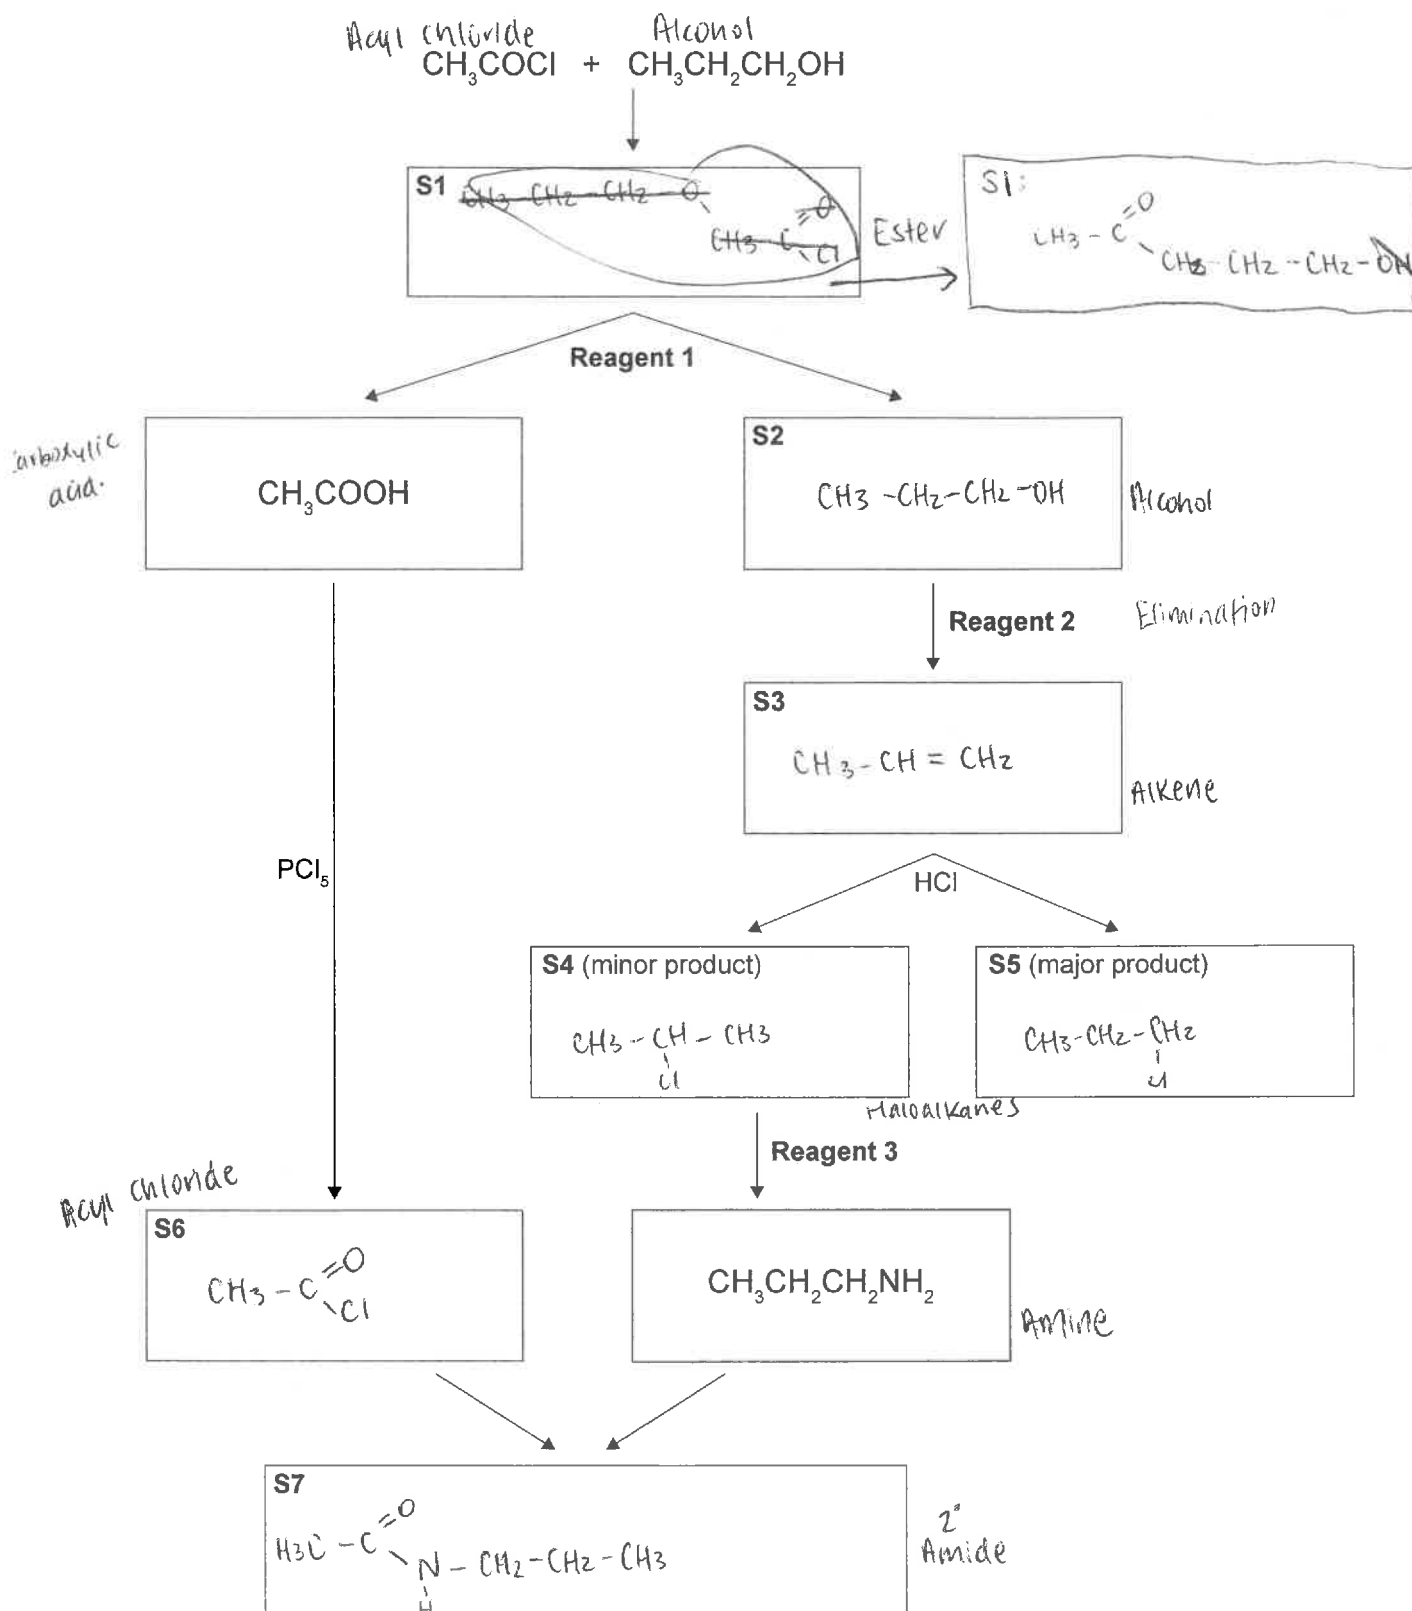 Acyl Chloride Alcohol
CH₃COCl + CH₃CH₂CH₂OH
S1 CH3-CH2-CH2-O
CH3-C=O
Cl
Ester
S1:
CH3-C=O
CH2-CH2-CH2-OH
Reagent 1
carboxylic
acid.
CH₃COOH
S2
CH3-CH2-CH2-OH
Alcohol
Reagent 2 Elimination
S3
CH3-CH=CH2
Alkene
PCl₅
HCl
S4 (minor product)
CH3-CH-CH3
Cl
S5 (major product)
CH3-CH2-CH2
Cl
Haloalkanes
Reagent 3
Acyl Chloride
S6
CH3-C=O
Cl
CH₃CH₂CH₂NH₂
Amine
S7
H3C-C=O
N-CH2-CH2-CH3
H
2°
Amide